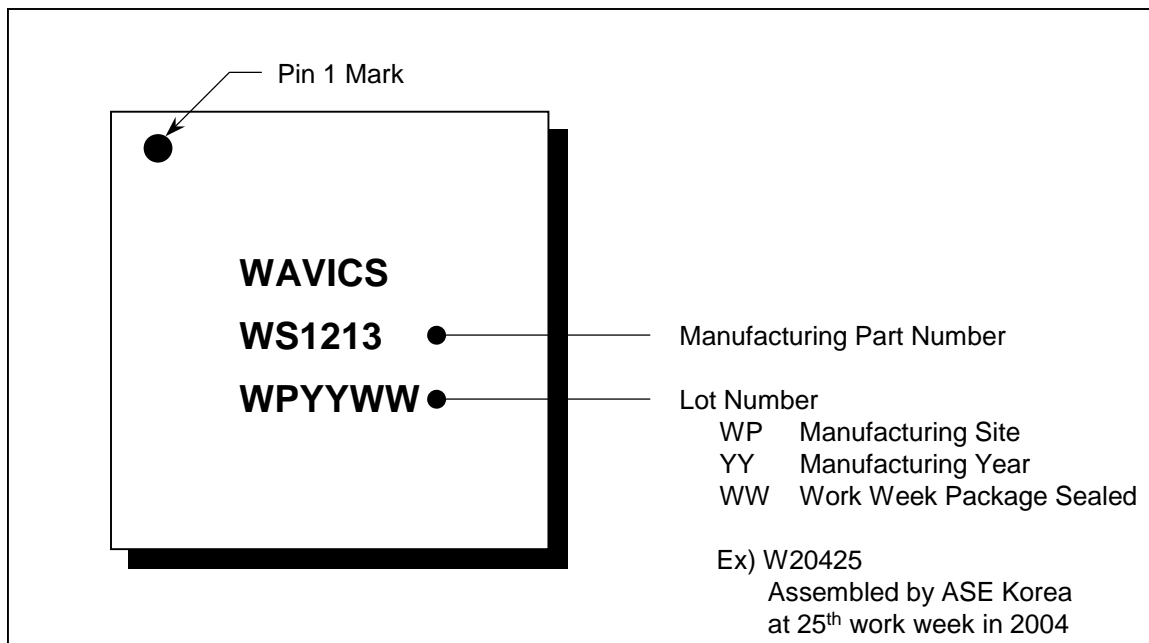 Pin 1 Mark
WAVICS
WS1213
Manufacturing Part Number
WPYYWW
Lot Number
WP Manufacturing Site
YY Manufacturing Year
WW Work Week Package Sealed
Ex) W20425
Assembled by ASE Korea
at 25th work week in 2004